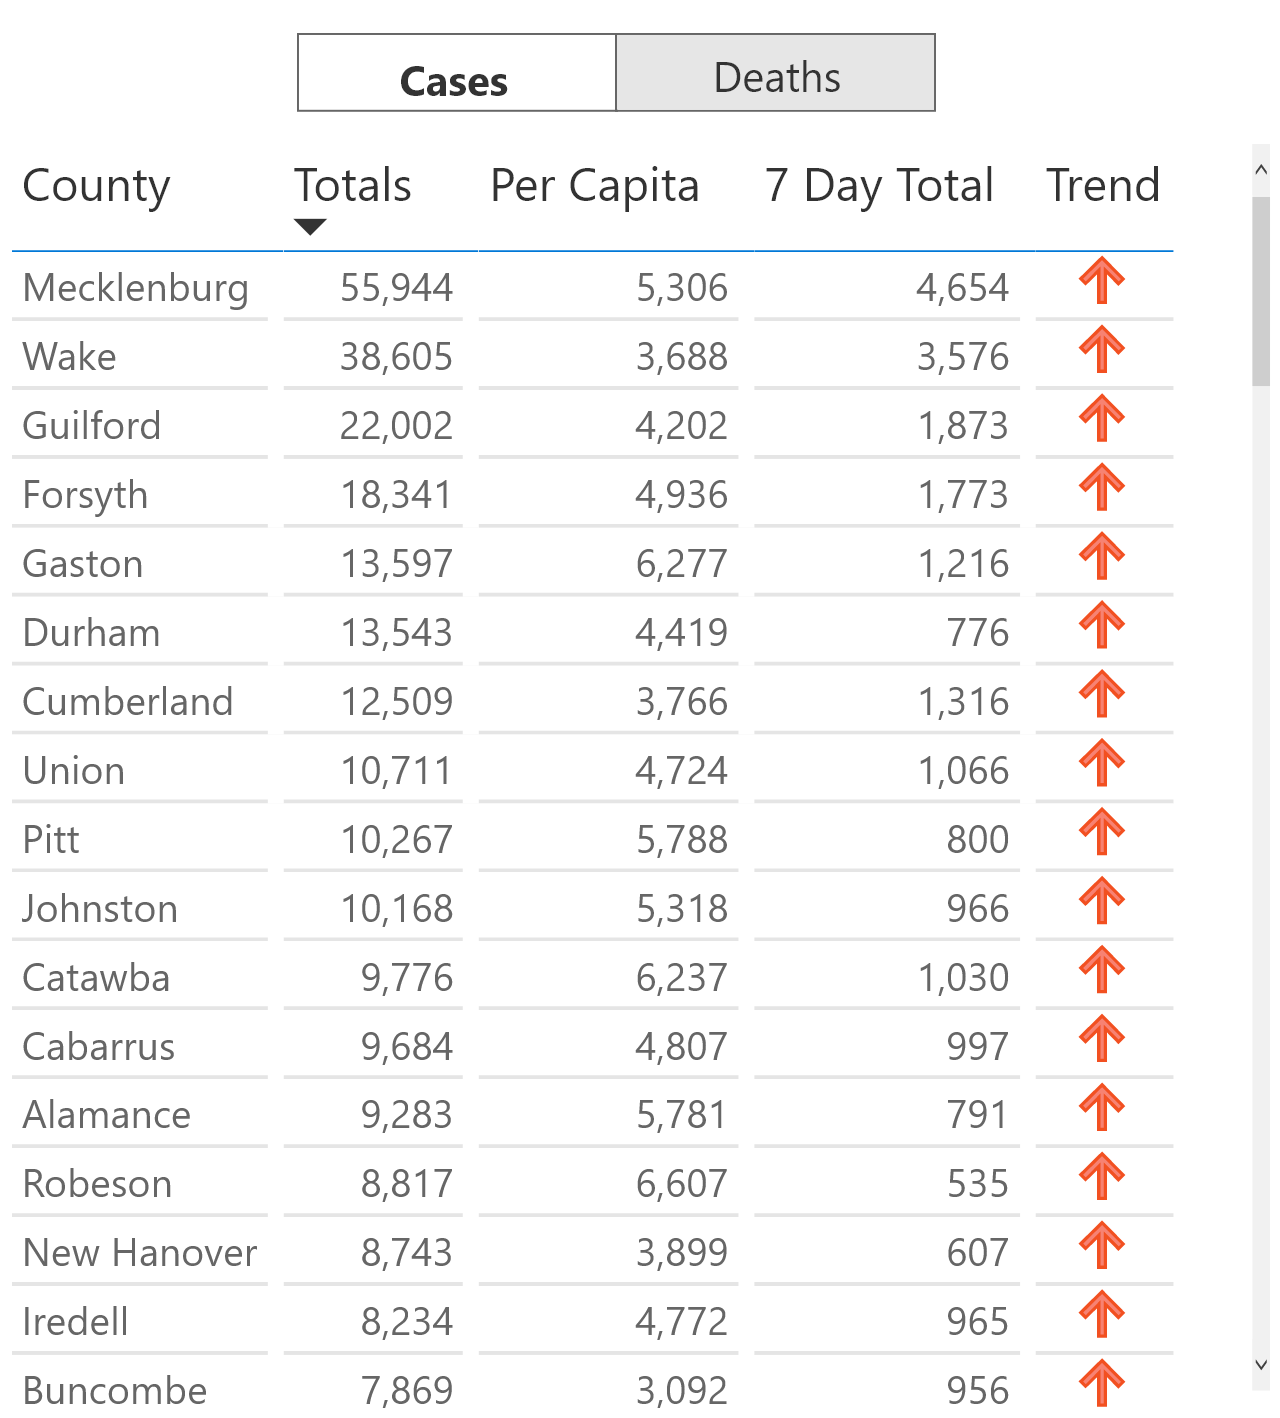 Cases Deaths
County Totals Per Capita 7 Day Total Trend
Mecklenburg 55,944 5,306 4,654
Wake 38,605 3,688 3,576
Guilford 22,002 4,202 1,873
Forsyth 18,341 4,936 1,773
Gaston 13,597 6,277 1,216
Durham 13,543 4,419 776
Cumberland 12,509 3,766 1,316
Union 10,711 4,724 1,066
Pitt 10,267 5,788 800
Johnston 10,168 5,318 966
Catawba 9,776 6,237 1,030
Cabarrus 9,684 4,807 997
Alamance 9,283 5,781 791
Robeson 8,817 6,607 535
New Hanover 8,743 3,899 607
Iredell 8,234 4,772 965
Buncombe 7,869 3,092 956